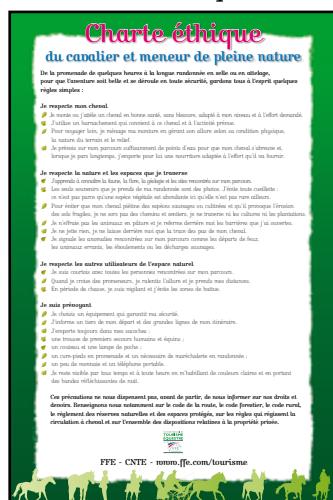 Charte éthique
du cavalier et meneur de pleine nature
De la promenade de quelques heures à la longue randonnée en selle ou en attelage,
pour que l'aventure soit belle et se déroule en toute sécurité, gardons tous à l'esprit quelques
règles simples :
Je respecte mon cheval
Je monte ou j'attèle un cheval en bonne santé, sans blessure, adapté à mon niveau et à l'effort demandé.
J'utilise un harnachement qui convient à ce cheval et à l'activité prévue.
Pour voyager loin, je ménage ma monture en gérant son allure selon sa condition physique,
la nature du terrain et le relief.
Je prévois sur mon parcours suffisamment de points d'eau pour que mon cheval s'abreuve et,
lorsque je pars longtemps, j'emporte pour lui une nourriture adaptée à l'effort qu'il va fournir.
Je respecte la nature et les espaces que je traverse
J'apprends à connaître la faune, la flore, la géologie et les sites rencontrés sur mon parcours.
Les seuls souvenirs que je prends de ma randonnée sont des photos. J'évite toute cueillette :
ce n'est pas parce qu'une espèce végétale est abondante ici qu'elle n'est pas rare ailleurs.
Pour éviter que mon cheval piétine des espèces sauvages ou cultivées et qu'il provoque l'érosion
des sols fragiles, je ne sors pas des chemins et sentiers, je ne traverse ni les cultures ni les plantations.
Je n'effraie pas les animaux en pâture et je referme derrière moi les barrières que j'ai ouvertes.
Je ne jette rien, je ne laisse derrière moi que la trace des pas de mon cheval.
Je signale les anomalies rencontrées sur mon parcours comme les départs de feux,
les animaux errants, les éboulements ou les décharges sauvages.
Je respecte les autres utilisateurs de l'espace naturel
Je suis courtois avec toutes les personnes rencontrées sur mon parcours.
Quand je croise des promeneurs, je ralentis l'allure et je prends mes distances.
En période de chasse, je suis vigilant et j'évite les zones de battue.
Je suis prévoyant
Je choisis un équipement qui garantit ma sécurité.
J'informe un tiers de mon départ et des grandes lignes de mon itinéraire.
J'emporte toujours dans mes sacoches :
une trousse de premiers secours humains et équins ;
un couteau et une lampe de poche ;
un cure-pieds en promenade et un nécessaire de maréchalerie en randonnée ;
un peu de monnaie et un téléphone portable.
Je reste visible par tous temps et à toute heure en m'habillant de couleurs claires et en portant
des bandes réfléchissantes de nuit.
Ces précautions ne nous dispensent pas, avant de partir, de nous informer sur nos droits et
devoirs. Renseignons nous notamment sur le code de la route, le code forestier, le code rural,
le règlement des réserves naturelles et des espaces protégés, sur les règles qui régissent la
circulation à cheval et sur l'ensemble des dispositions relatives à la propriété privée.
TOURISME
EQUESTRE
FFE - CNTE - www.ffe.com/tourisme